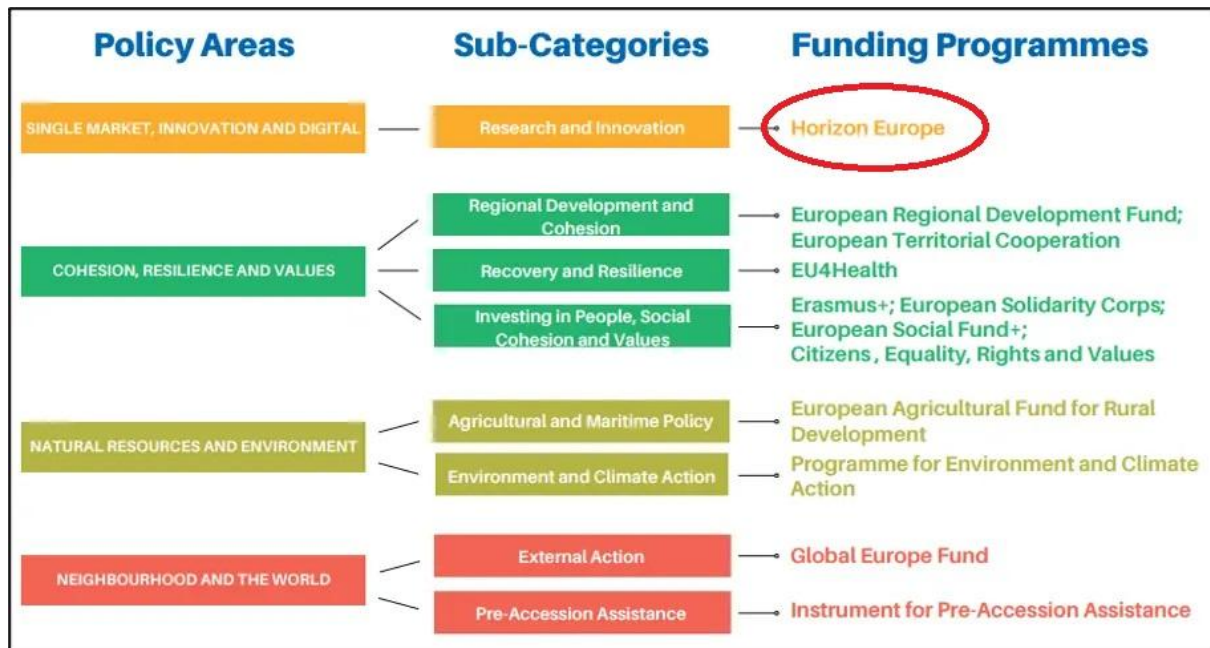 Policy Areas
Sub-Categories
Funding Programmes
SINGLE MARKET, INNOVATION AND DIGITAL
Research and Innovation
Horizon Europe
COHESION, RESILIENCE AND VALUES
Regional Development and
Cohesion
European Regional Development Fund;
European Territorial Cooperation
Recovery and Resilience
EU4Health
Investing in People, Social
Cohesion and Values
Erasmus+; European Solidarity Corps;
European Social Fund+;
Citizens, Equality, Rights and Values
NATURAL RESOURCES AND ENVIRONMENT
Agricultural and Maritime Policy
European Agricultural Fund for Rural
Development
Environment and Climate Action
Programme for Environment and Climate
Action
NEIGHBOURHOOD AND THE WORLD
External Action
Global Europe Fund
Pre-Accession Assistance
Instrument for Pre-Accession Assistance